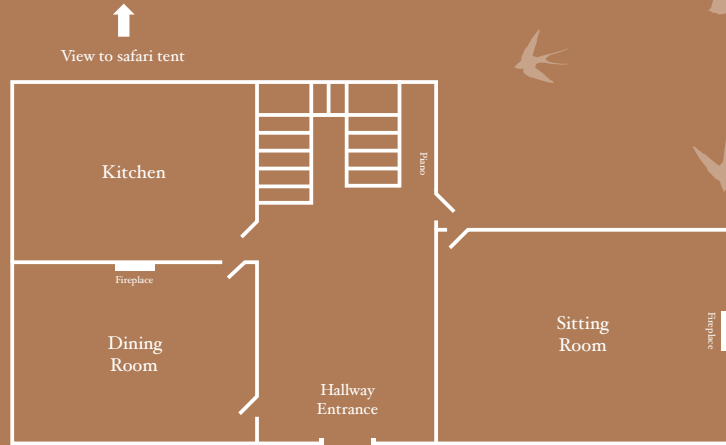 View to safari tent
Kitchen
Piano
Fireplace
Dining
Room
Sitting
Room
Fireplace
Hallway
Entrance